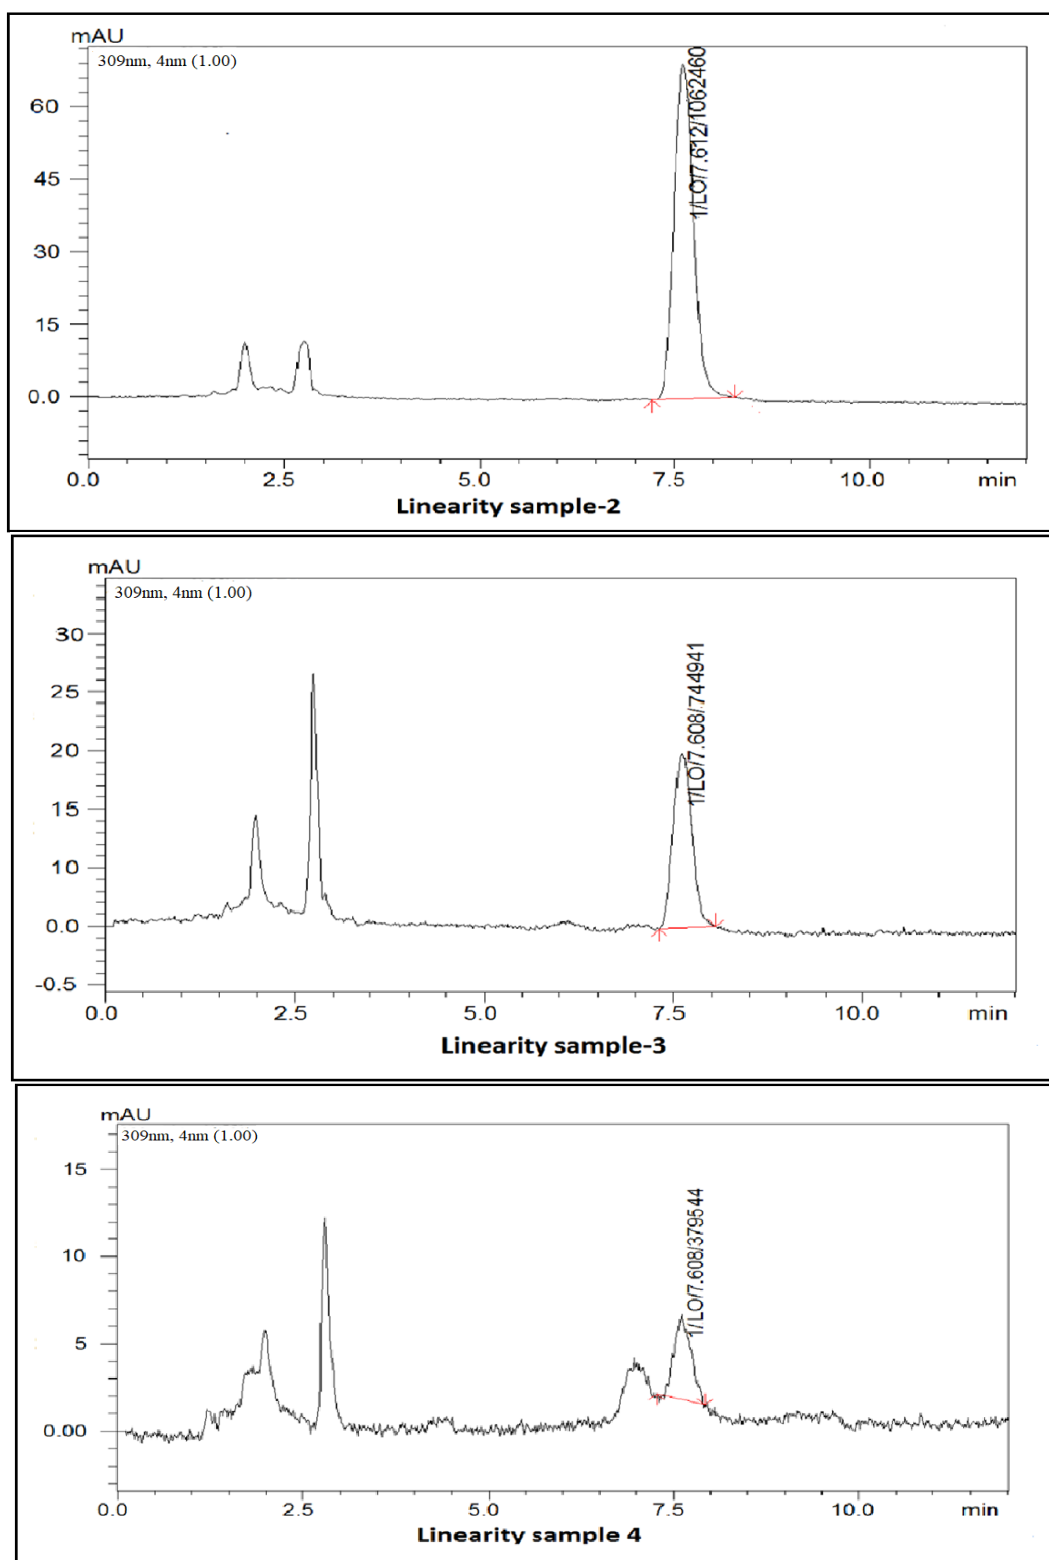 mAU
309nm, 4nm (1.00)
1/LO/7.612/1062460
60
45
30
15
0.0
0.0 2.5 5.0 7.5 10.0 min
Linearity sample-2
mAU
309nm, 4nm (1.00)
1/LO/7.608/744941
30
25
20
15
10
0.0
-0.5
0.0 2.5 5.0 7.5 10.0 min
Linearity sample-3
mAU
309nm, 4nm (1.00)
1/LO/7.608/379544
15
10
5
0.00
0.0 2.5 5.0 7.5 10.0 min
Linearity sample 4